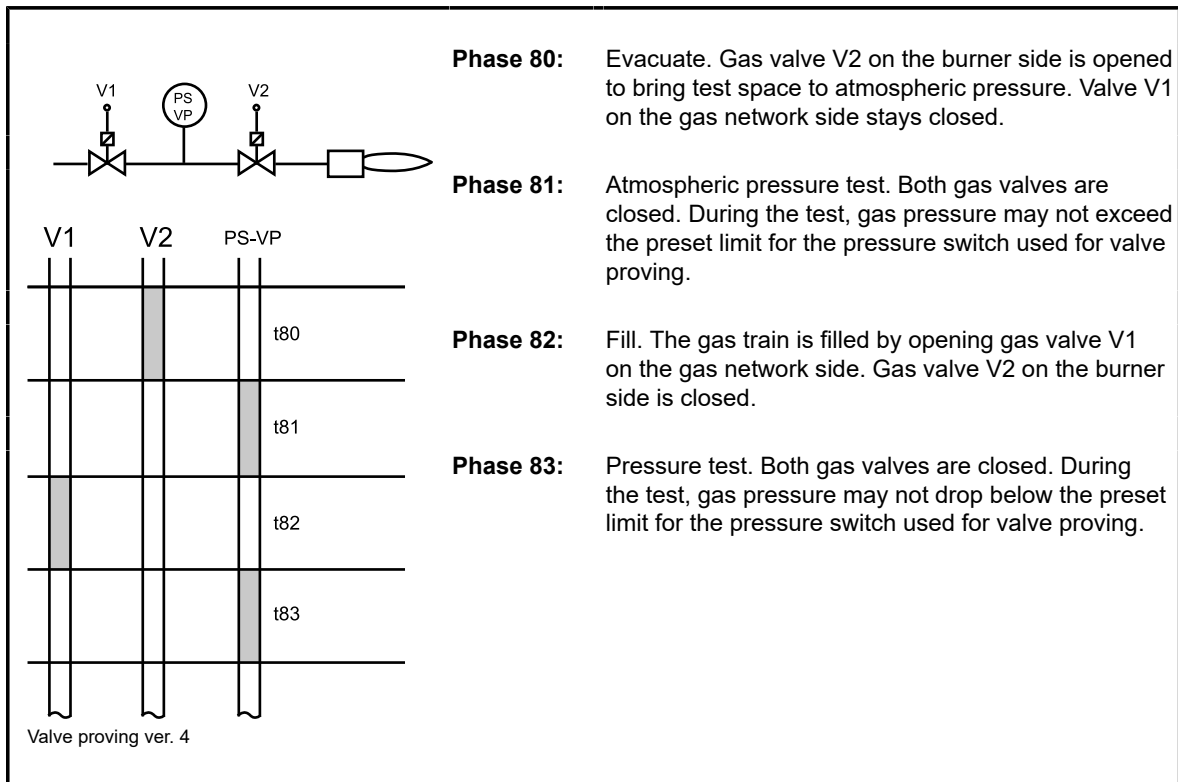 V1
PS
VP
V2
V1
V2
PS-VP
t80
t81
t82
t83
Valve proving ver. 4
Phase 80: Evacuate. Gas valve V2 on the burner side is opened
to bring test space to atmospheric pressure. Valve V1
on the gas network side stays closed.
Phase 81: Atmospheric pressure test. Both gas valves are
closed. During the test, gas pressure may not exceed
the preset limit for the pressure switch used for valve
proving.
Phase 82: Fill. The gas train is filled by opening gas valve V1
on the gas network side. Gas valve V2 on the burner
side is closed.
Phase 83: Pressure test. Both gas valves are closed. During
the test, gas pressure may not drop below the preset
limit for the pressure switch used for valve proving.